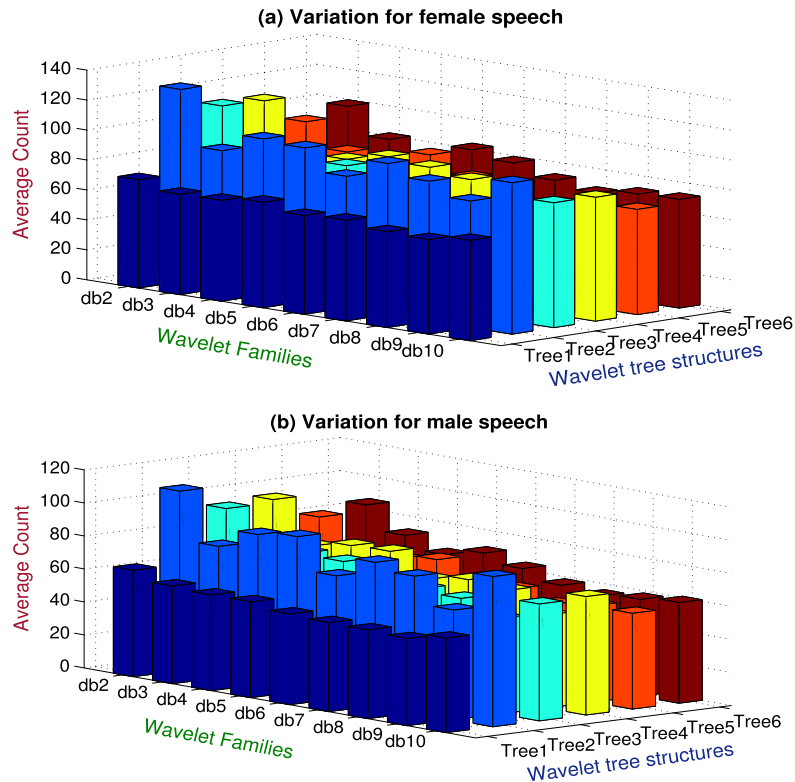 (a) Variation for female speech
140
120
100
80
60
40
20
0
Average Count
db2
db3
db4
db5
db6
db7
db8
db9
db10
Wavelet Families
Tree1
Tree2
Tree3
Tree4
Tree5
Tree6
Wavelet tree structures
(b) Variation for male speech
120
100
80
60
40
20
0
Average Count
db2
db3
db4
db5
db6
db7
db8
db9
db10
Wavelet Families
Tree1
Tree2
Tree3
Tree4
Tree5
Tree6
Wavelet tree structures